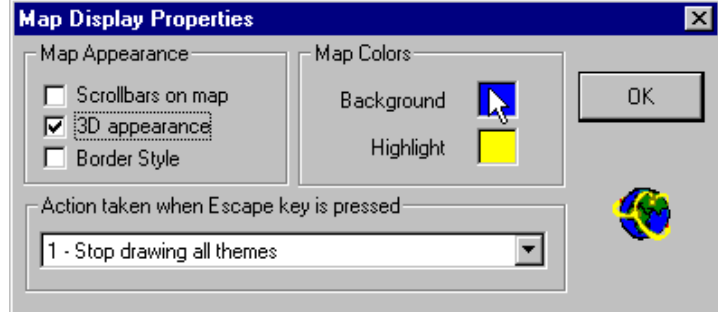 Map Display Properties
Map Appearance
Scrollbars on map
3D appearance
Border Style
Map Colors
Background
Highlight
OK
Action taken when Escape key is pressed
1 - Stop drawing all themes